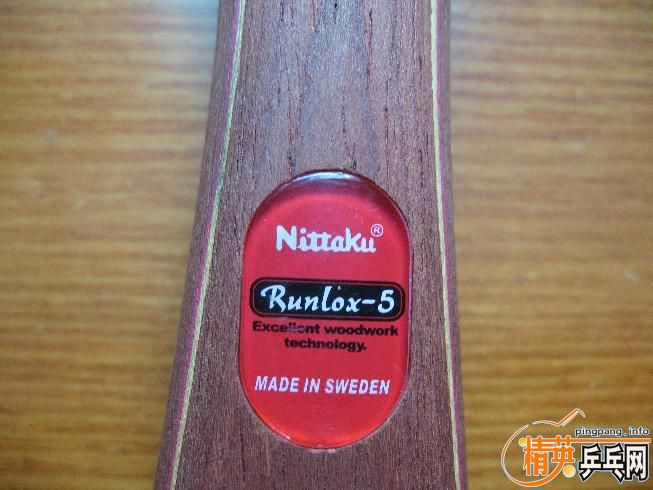 Nittaku®
Runlox-5
Excellent woodwork
technology.
MADE IN SWEDEN
pingpang.info
精英乒乓网